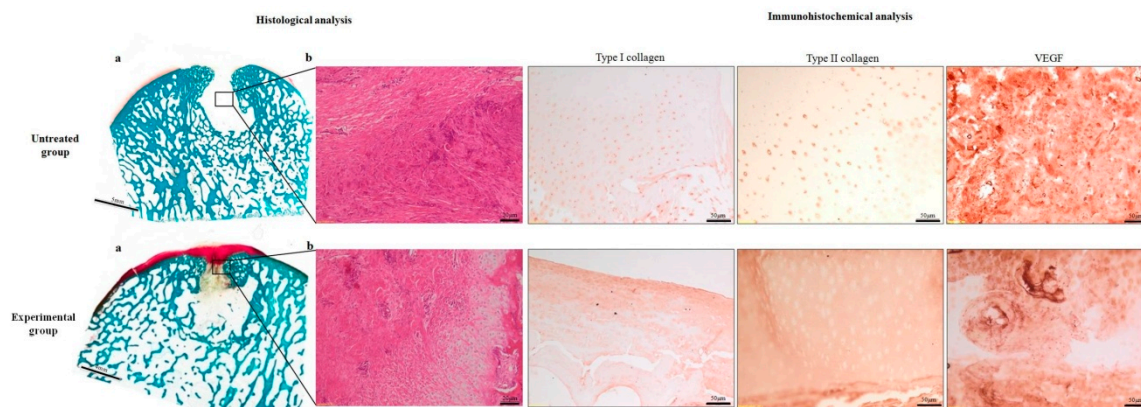 Histological analysis
Immunohistochemical analysis
a
b
Type I collagen
Type II collagen
VEGF
Untreated
group
50µm
50µm
50µm
a
b
Experimental
group
50µm
50µm
50µm